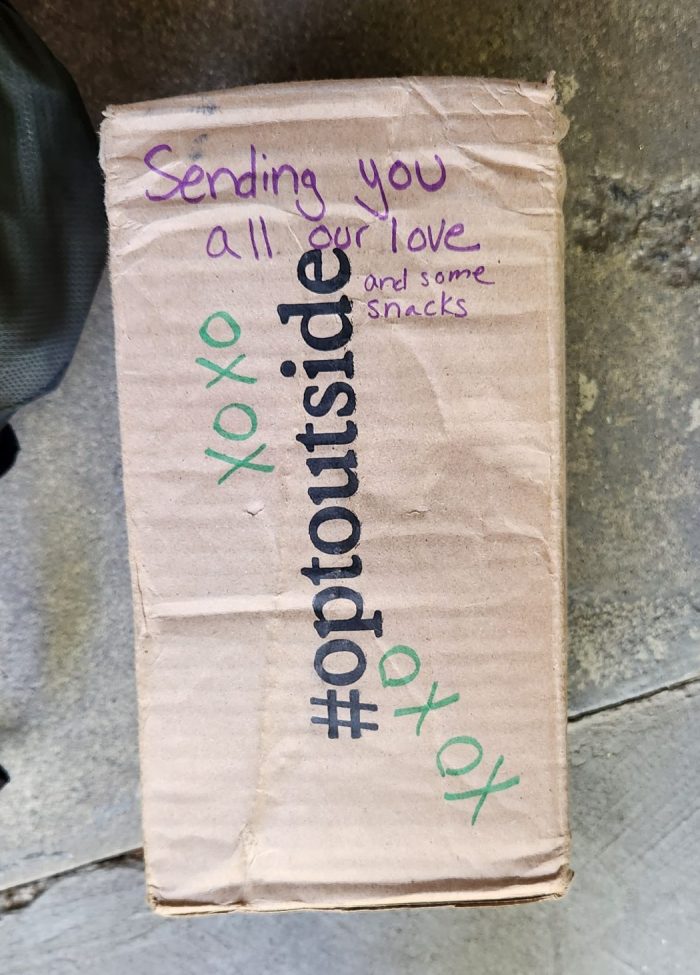 Sending you
all our love
and some
snacks
XOXO
#optoutside
XOXO